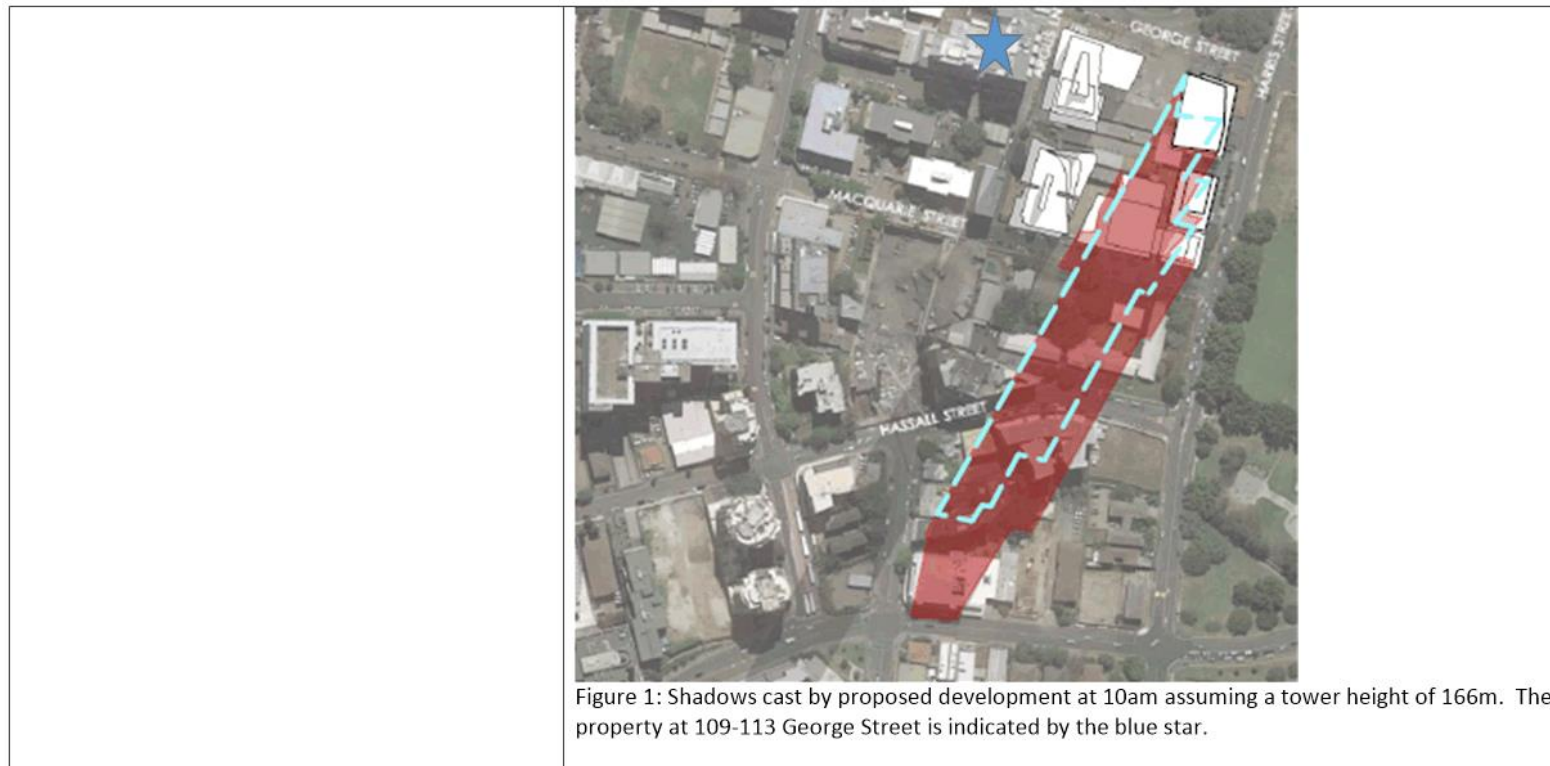 GEORGE STREET
HARRIS STREET
MACQUARIE STREET
HASSALL STREET
Figure 1: Shadows cast by proposed development at 10am assuming a tower height of 166m. The
property at 109-113 George Street is indicated by the blue star.